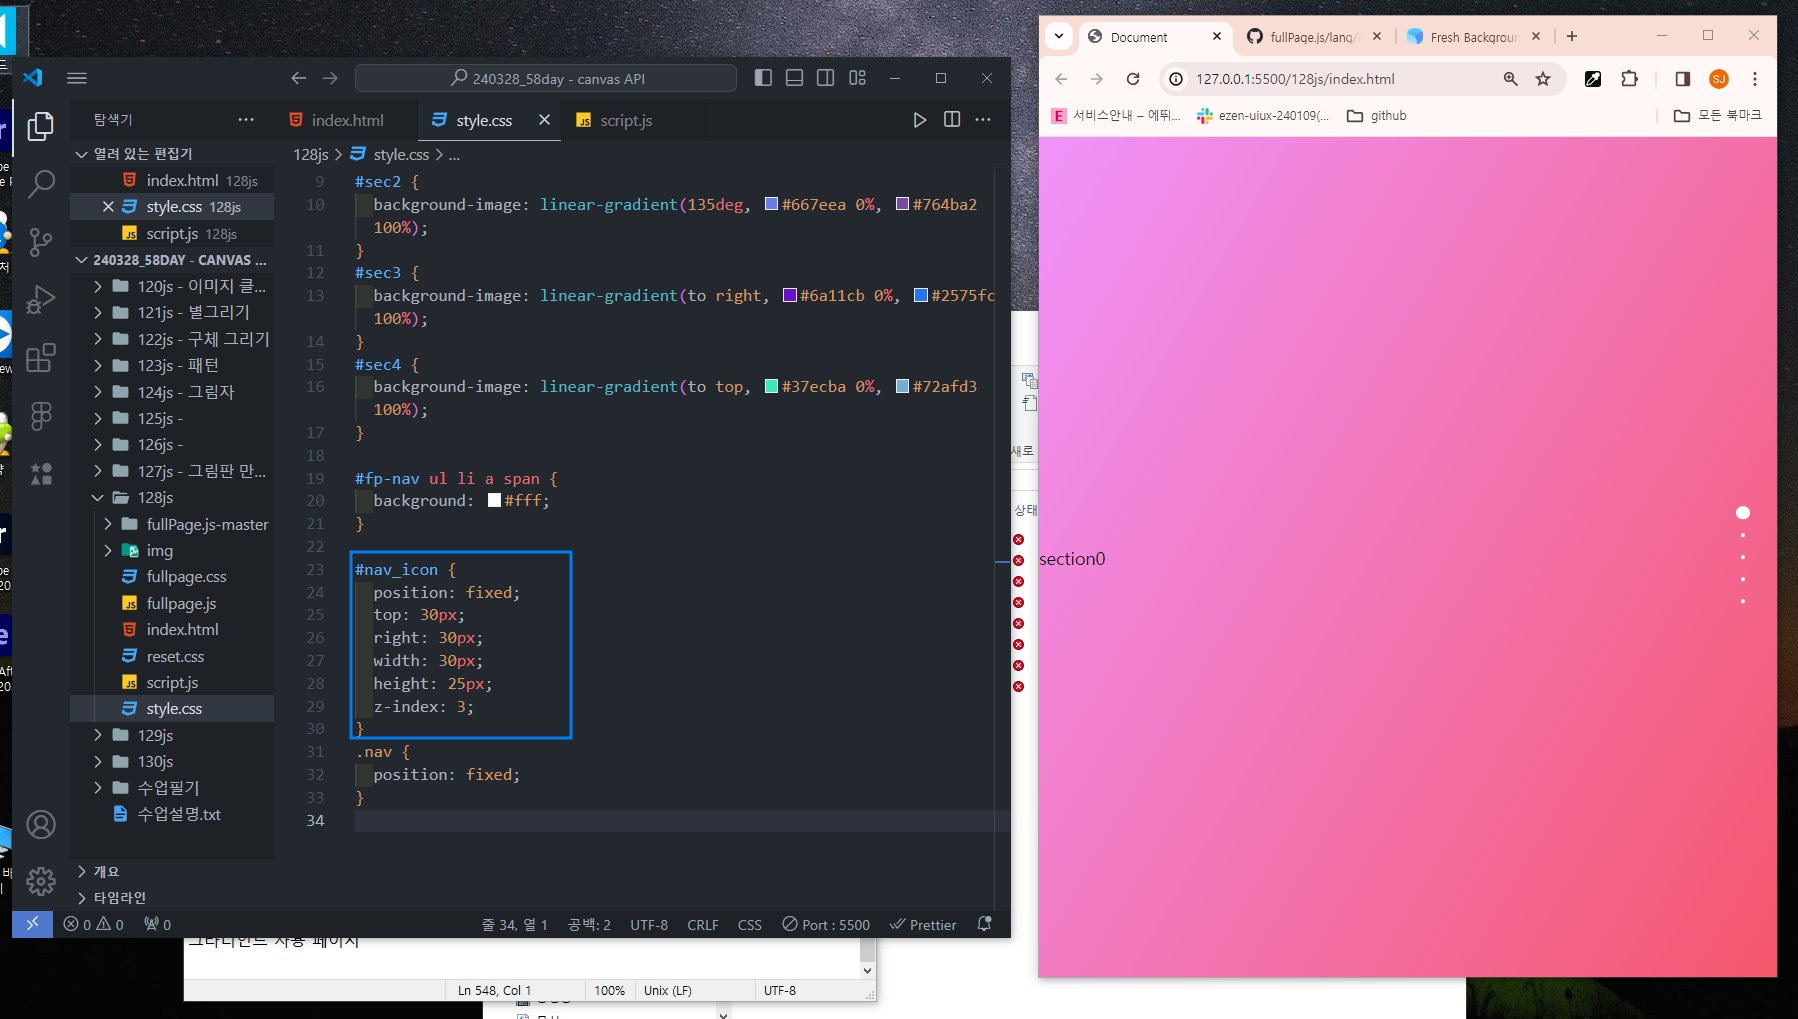 240328_58day - canvas API
탐색기
index.html
style.css
script.js
열려 있는 편집기
index.html 128js
style.css 128js
script.js 128js
240328_58DAY - CANVAS ...
120js - 이미지 클...
121js - 별그리기
122js - 구체 그리기
123js - 패턴
124js - 그림자
125js -
126js -
127js - 그림판 만...
128js
fullPage.js-master
img
fullpage.css
fullpage.js
index.html
reset.css
script.js
style.css
129js
130js
수업필기
수업설명.txt
개요
타임라인
128js > style.css > ...
9 #sec2 {
10 background-image: linear-gradient(135deg, #667eea 0%, #764ba2
100%);
11 }
12 #sec3 {
13 background-image: linear-gradient(to right, #6a11cb 0%, #2575fc
100%);
14 }
15 #sec4 {
16 background-image: linear-gradient(to top, #37ecba 0%, #72afd3
100%);
17 }
18
19 #fp-nav ul li a span {
20 background: #fff;
21 }
22
23 #nav_icon {
24 position: fixed;
25 top: 30px;
26 right: 30px;
27 width: 30px;
28 height: 25px;
29 z-index: 3;
30 }
31 .nav {
32 position: fixed;
33 }
34
0 0 0
줄 34, 열 1
공백: 2
UTF-8
CRLF
CSS
Port : 5500
Prettier
Ln 548, Col 1
100%
Unix (LF)
UTF-8
새로
상태
Document
fullPage.js/lang/
Fresh Backgroun
127.0.0.1:5500/128js/index.html
SJ
서비스안내 – 에뛰...
ezen-uiux-240109(...
github
모든 북마크
section0